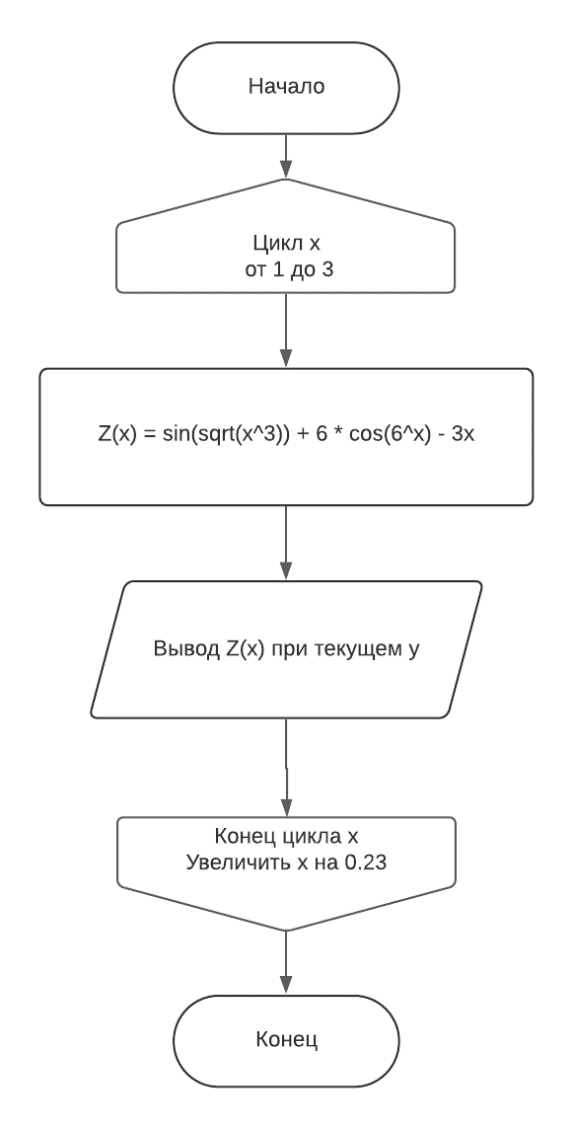 Начало
Цикл x
от 1 до 3
Z(x) = sin(sqrt(x^3)) + 6 * cos(6^x) - 3x
Вывод Z(x) при текущем y
Конец цикла x
Увеличить x на 0.23
Конец